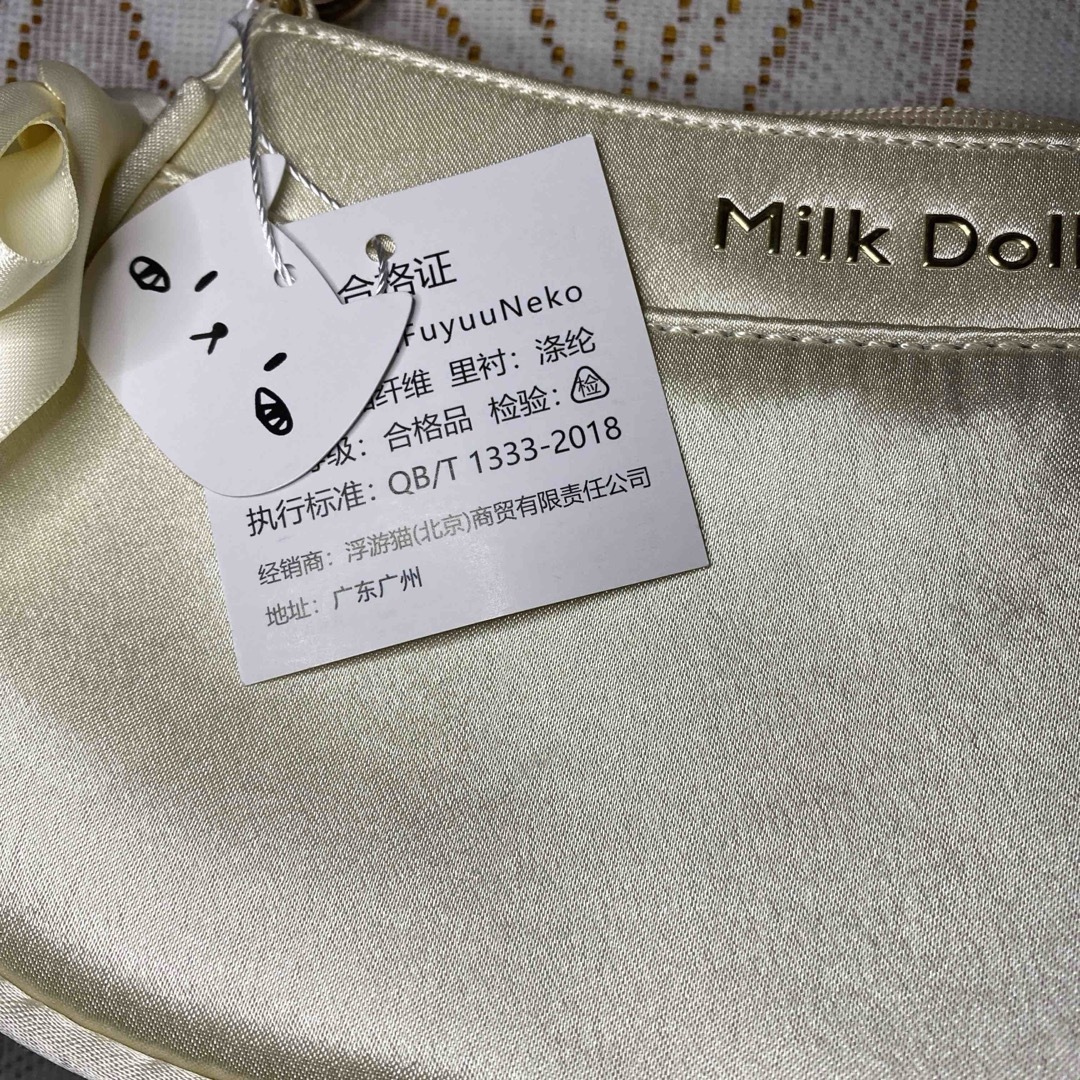 Milk Doll
合格证
FuyuuNeko
纤维 里衬：涤纶
级：合格品 检验：检
执行标准：QB/T 1333-2018
经销商：浮游猫(北京)商贸有限责任公司
地址：广东广州